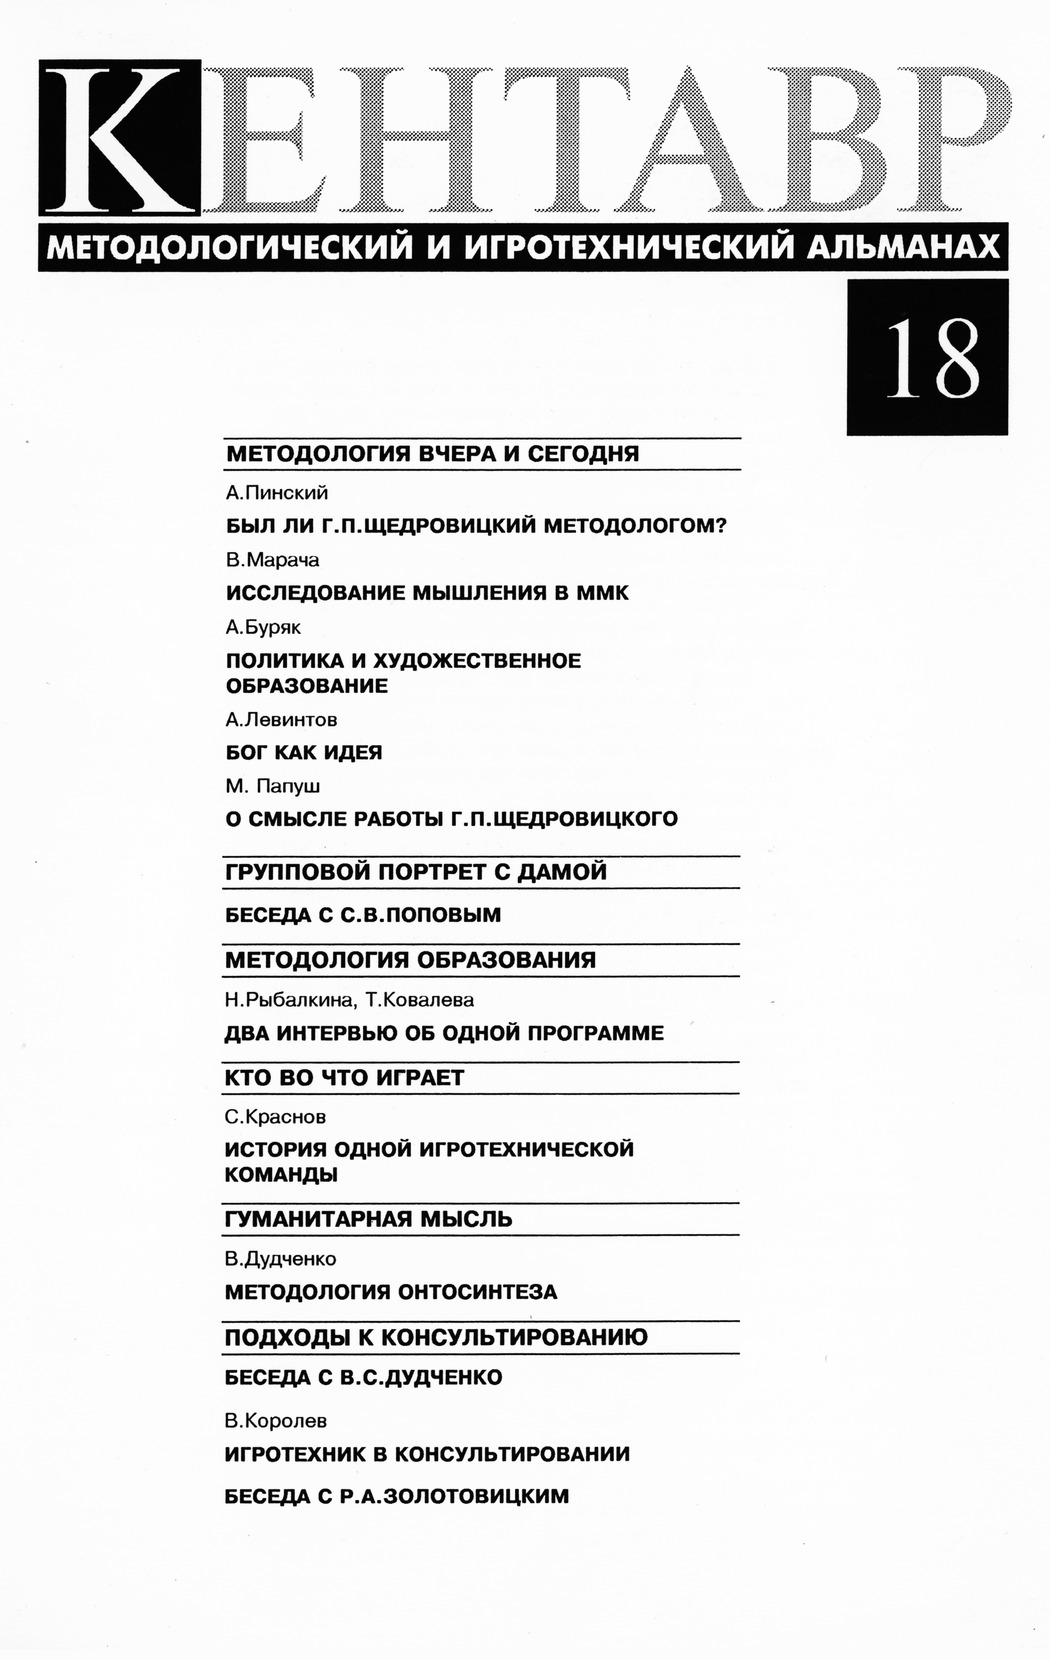 КЕНТАВР
МЕТОДОЛОГИЧЕСКИЙ И ИГРОТЕХНИЧЕСКИЙ АЛЬМАНАХ
18
МЕТОДОЛОГИЯ ВЧЕРА И СЕГОДНЯ
А.Пинский
БЫЛ ЛИ Г.П.ЩЕДРОВИЦКИЙ МЕТОДОЛОГОМ?
В.Марача
ИССЛЕДОВАНИЕ МЫШЛЕНИЯ В ММК
А.Буряк
ПОЛИТИКА И ХУДОЖЕСТВЕННОЕ
ОБРАЗОВАНИЕ
А.Левинтов
БОГ КАК ИДЕЯ
М. Папуш
О СМЫСЛЕ РАБОТЫ Г.П.ЩЕДРОВИЦКОГО
ГРУППОВОЙ ПОРТРЕТ С ДАМОЙ
БЕСЕДА С С.В.ПОПОВЫМ
МЕТОДОЛОГИЯ ОБРАЗОВАНИЯ
Н.Рыбалкина, Т.Ковалева
ДВА ИНТЕРВЬЮ ОБ ОДНОЙ ПРОГРАММЕ
КТО ВО ЧТО ИГРАЕТ
С.Краснов
ИСТОРИЯ ОДНОЙ ИГРОТЕХНИЧЕСКОЙ
КОМАНДЫ
ГУМАНИТАРНАЯ МЫСЛЬ
В.Дудченко
МЕТОДОЛОГИЯ ОНТОСИНТЕЗА
ПОДХОДЫ К КОНСУЛЬТИРОВАНИЮ
БЕСЕДА С В.С.ДУДЧЕНКО
В.Королев
ИГРОТЕХНИК В КОНСУЛЬТИРОВАНИИ
БЕСЕДА С Р.А.ЗОЛОТОВИЦКИМ